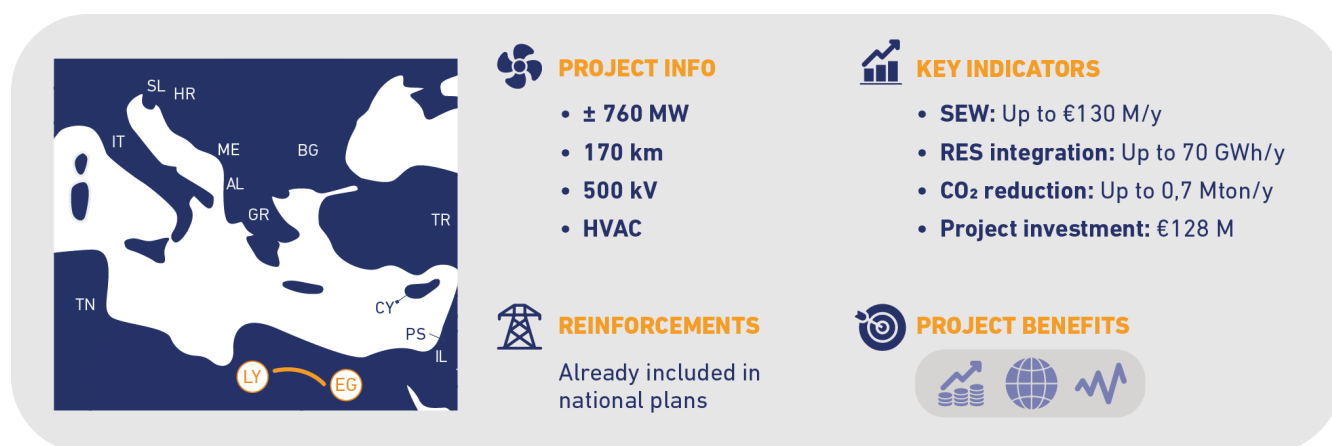 SL
HR
IT
ME
BG
AL
GR
TR
TN
CY
PS
IL
LY
EG
PROJECT INFO
• ± 760 MW
• 170 km
• 500 kV
• HVAC
KEY INDICATORS
• SEW: Up to €130 M/y
• RES integration: Up to 70 GWh/y
• CO₂ reduction: Up to 0,7 Mton/y
• Project investment: €128 M
REINFORCEMENTS
Already included in
national plans
PROJECT BENEFITS